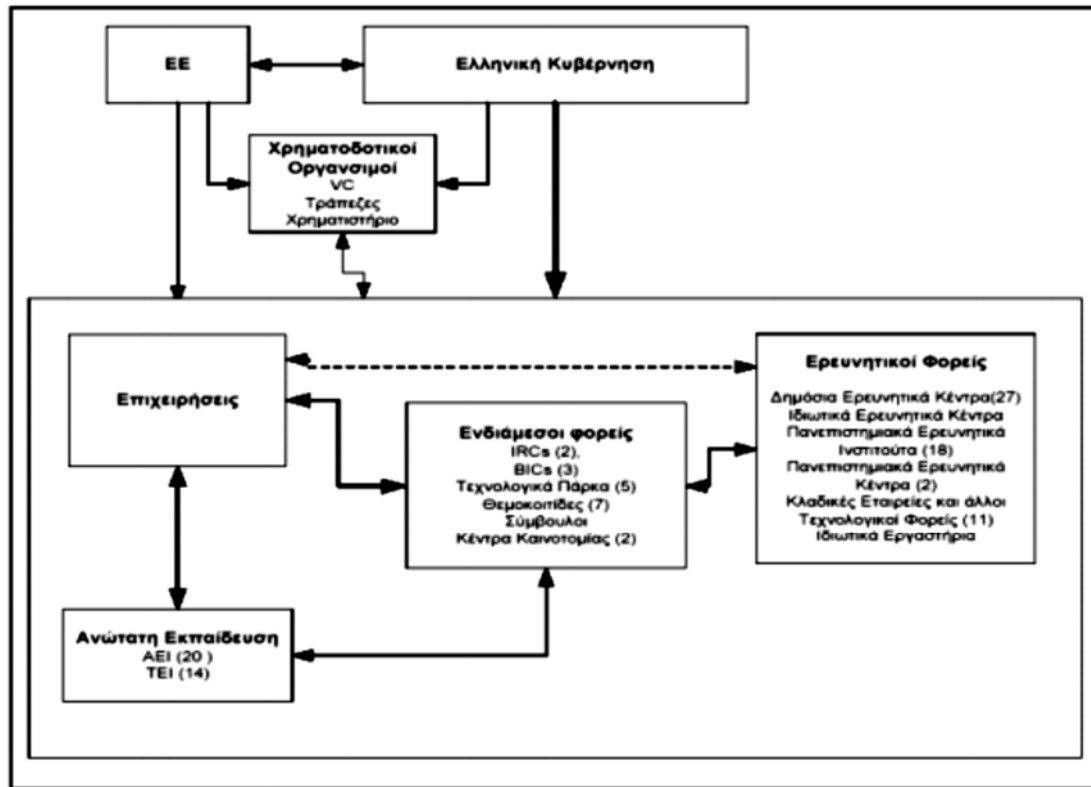 ΕΕ
Ελληνική Κυβέρνηση
Χρηματοδοτικοί
Οργανσιμοί
VC
Τράπεζες
Χρηματιστήριο
Επιχειρήσεις
Ενδιάμεσοι φορείς
IRCs (2),
BICs (3)
Τεχνολογικά Πάρκα (5)
Θεμοκοιτίδες (7)
Σύμβουλοι
Κέντρα Καινοτομίας (2)
Ερευνητικοί Φορείς
Δημόσια Ερευνητικά Κέντρα(27)
Ιδιωτικά Ερευνητικά Κέντρα
Πανεπιστημιακά Ερευνητικά
Ινστιτούτα (18)
Πανεπιστημιακά Ερευνητικά
Κέντρα (2)
Κλαδικές Εταιρείες και άλλοι
Τεχνολογικοί Φορείς (11)
Ιδιωτικά Εργαστήρια
Ανώτατη Εκπαίδευση
ΑΕΙ (20 )
ΤΕΙ (14)